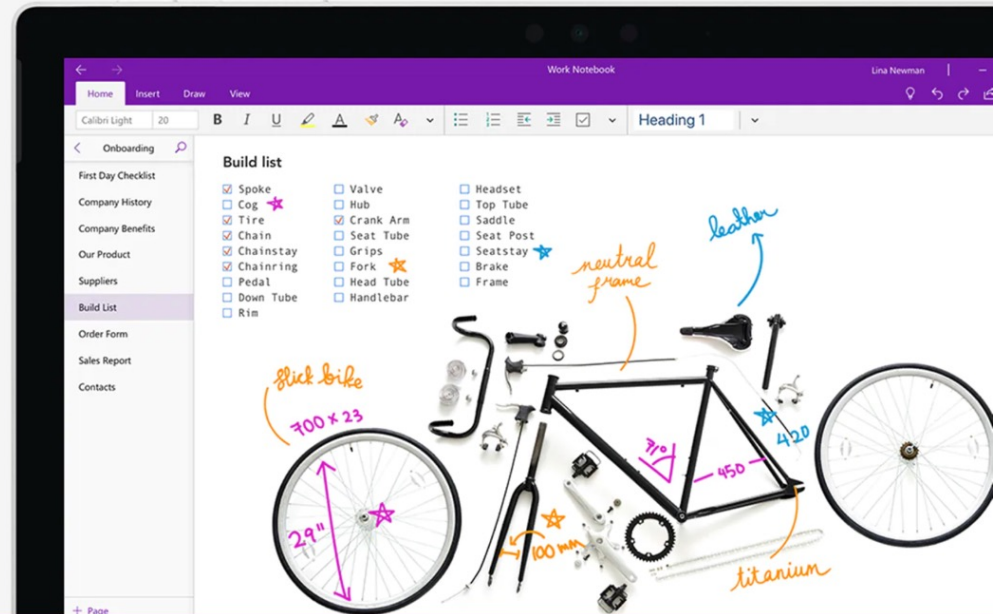 Work Notebook
Lina Newman
Home Insert Draw View
Calibri Light 20 B I U A A Heading 1
Onboarding
First Day Checklist
Company History
Company Benefits
Our Product
Suppliers
Build List
Order Form
Sales Report
Contacts
+ Page
Build list
Spoke
Cog
Tire
Chain
Chainstay
Chainring
Pedal
Down Tube
Rim
Valve
Hub
Crank Arm
Seat Tube
Grips
Fork
Head Tube
Handlebar
Headset
Top Tube
Saddle
Seat Post
Seatstay
Brake
Frame
leather
neutral
frame
slick bike
700 x 23
29"
71°
450
420
100 mm
titanium